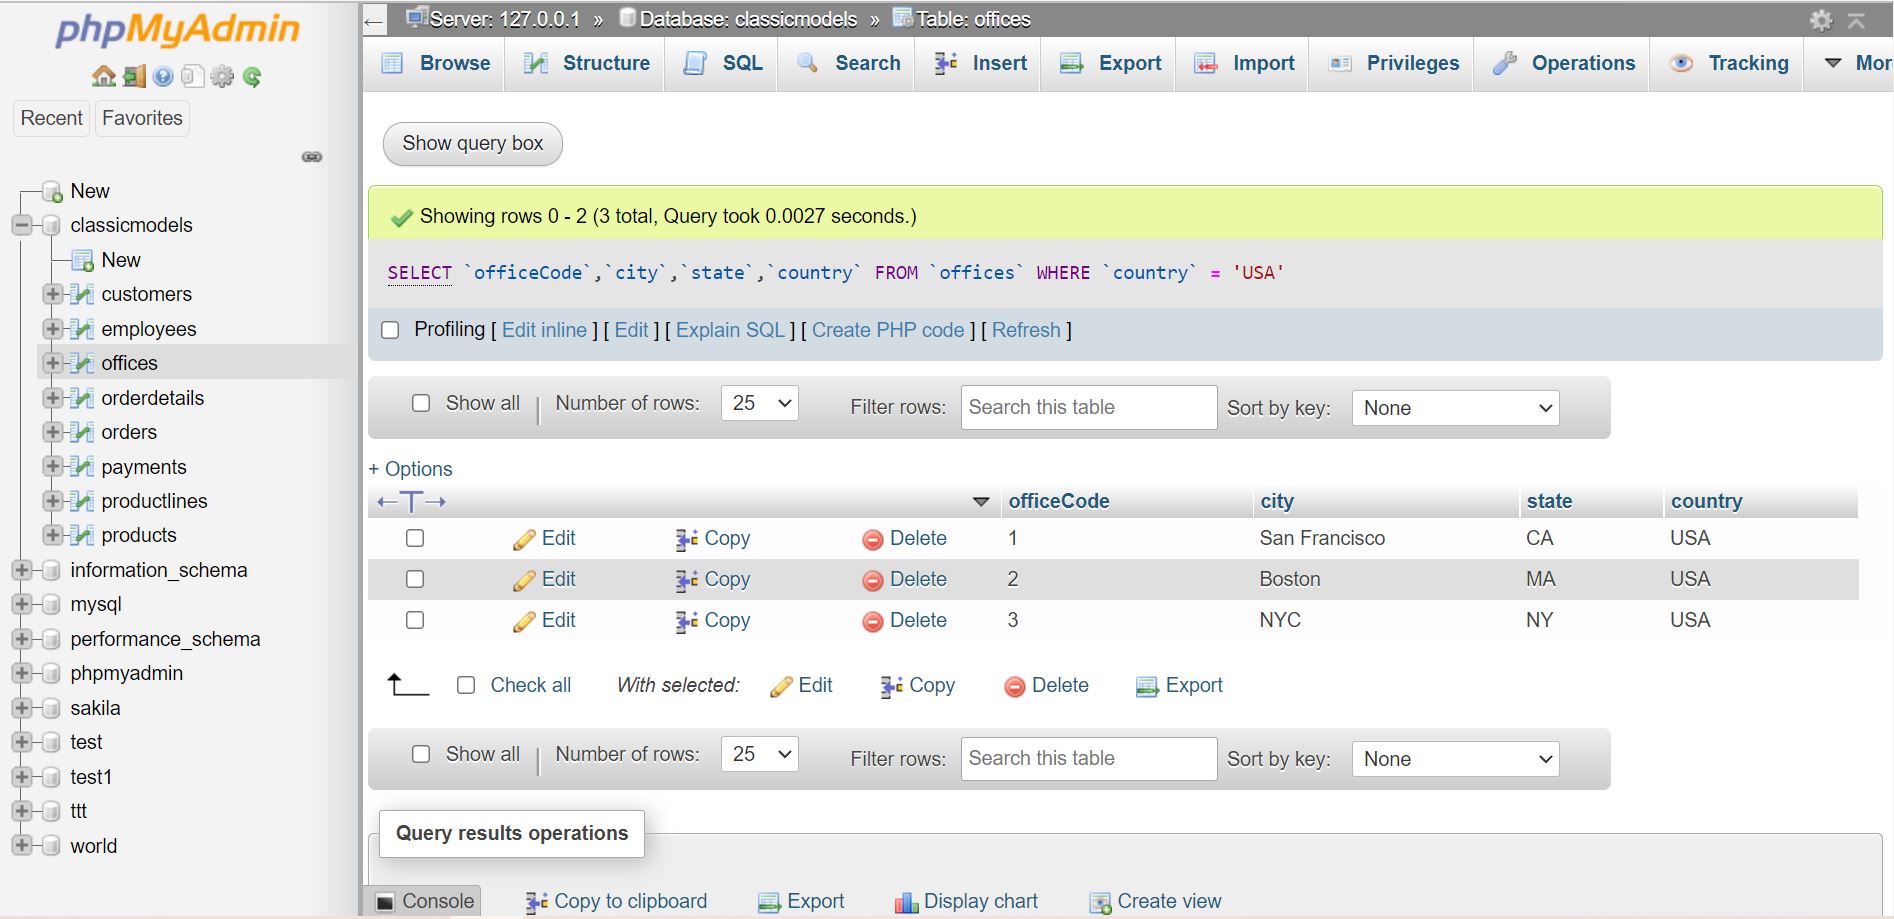 phpMyAdmin
Recent Favorites
New
classicmodels
New
customers
employees
offices
orderdetails
orders
payments
productlines
products
information_schema
mysql
performance_schema
phpmyadmin
sakila
test
test1
ttt
world
Server: 127.0.0.1 » Database: classicmodels » Table: offices
Browse Structure SQL Search Insert Export Import Privileges Operations Tracking Mor
Show query box
Showing rows 0 - 2 (3 total, Query took 0.0027 seconds.)
SELECT `officeCode`,`city`,`state`,`country` FROM `offices` WHERE `country` = 'USA'
Profiling [ Edit inline ] [ Edit ] [ Explain SQL ] [ Create PHP code ] [ Refresh ]
Show all | Number of rows: 25 Filter rows: Search this table Sort by key: None
+ Options
←T→ officeCode city state country
Edit Copy Delete 1 San Francisco CA USA
Edit Copy Delete 2 Boston MA USA
Edit Copy Delete 3 NYC NY USA
Check all With selected: Edit Copy Delete Export
Show all | Number of rows: 25 Filter rows: Search this table Sort by key: None
Query results operations
Console Copy to clipboard Export Display chart Create view